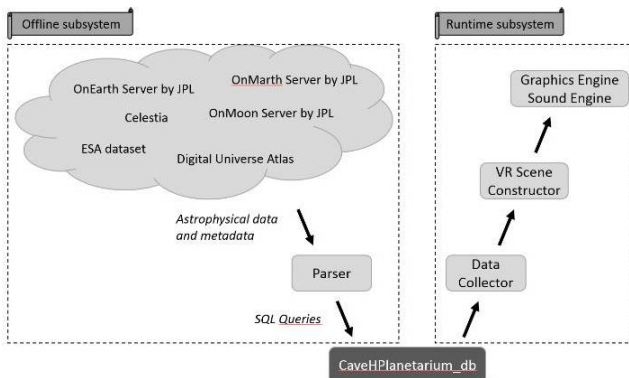 Offline subsystem
Runtime subsystem
OnEarth Server by JPL
OnMarth Server by JPL
Celestia
OnMoon Server by JPL
ESA dataset
Digital Universe Atlas
Astrophysical data
and metadata
Parser
SQL Queries
CaveHPlanetarium_db
Graphics Engine
Sound Engine
VR Scene
Constructor
Data
Collector